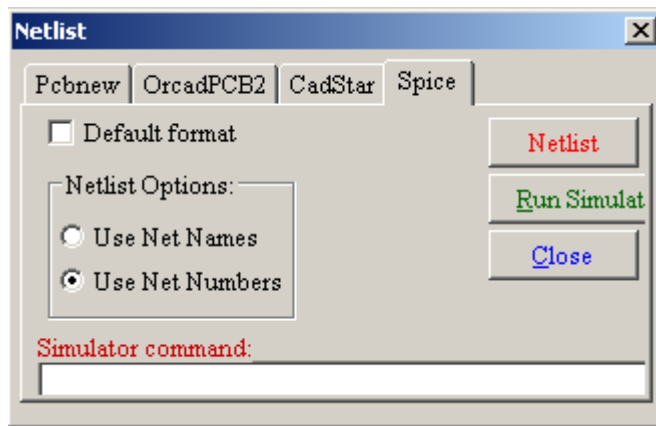 Netlist
Pcbnew OrcadPCB2 CadStar Spice
Default format
Netlist
Netlist Options:
Run Simulat
Use Net Names
Close
Use Net Numbers
Simulator command: